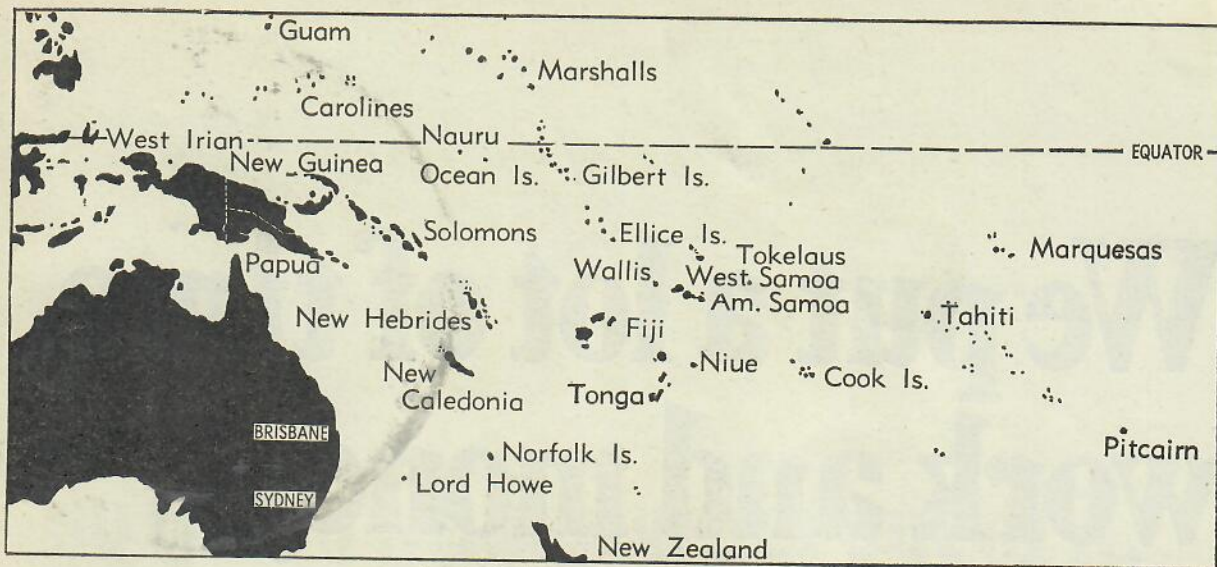 Guam
Marshalls
Carolines
West Irian
Nauru
EQUATOR
New Guinea
Ocean Is.
Gilbert Is.
Solomons
Ellice Is.
Tokelaus
Marquesas
Papua
Wallis
West Samoa
Am. Samoa
New Hebrides
Fiji
Tahiti
Niue
Cook Is.
New
Caledonia
Tonga
BRISBANE
Pitcairn
Norfolk Is.
Lord Howe
SYDNEY
New Zealand